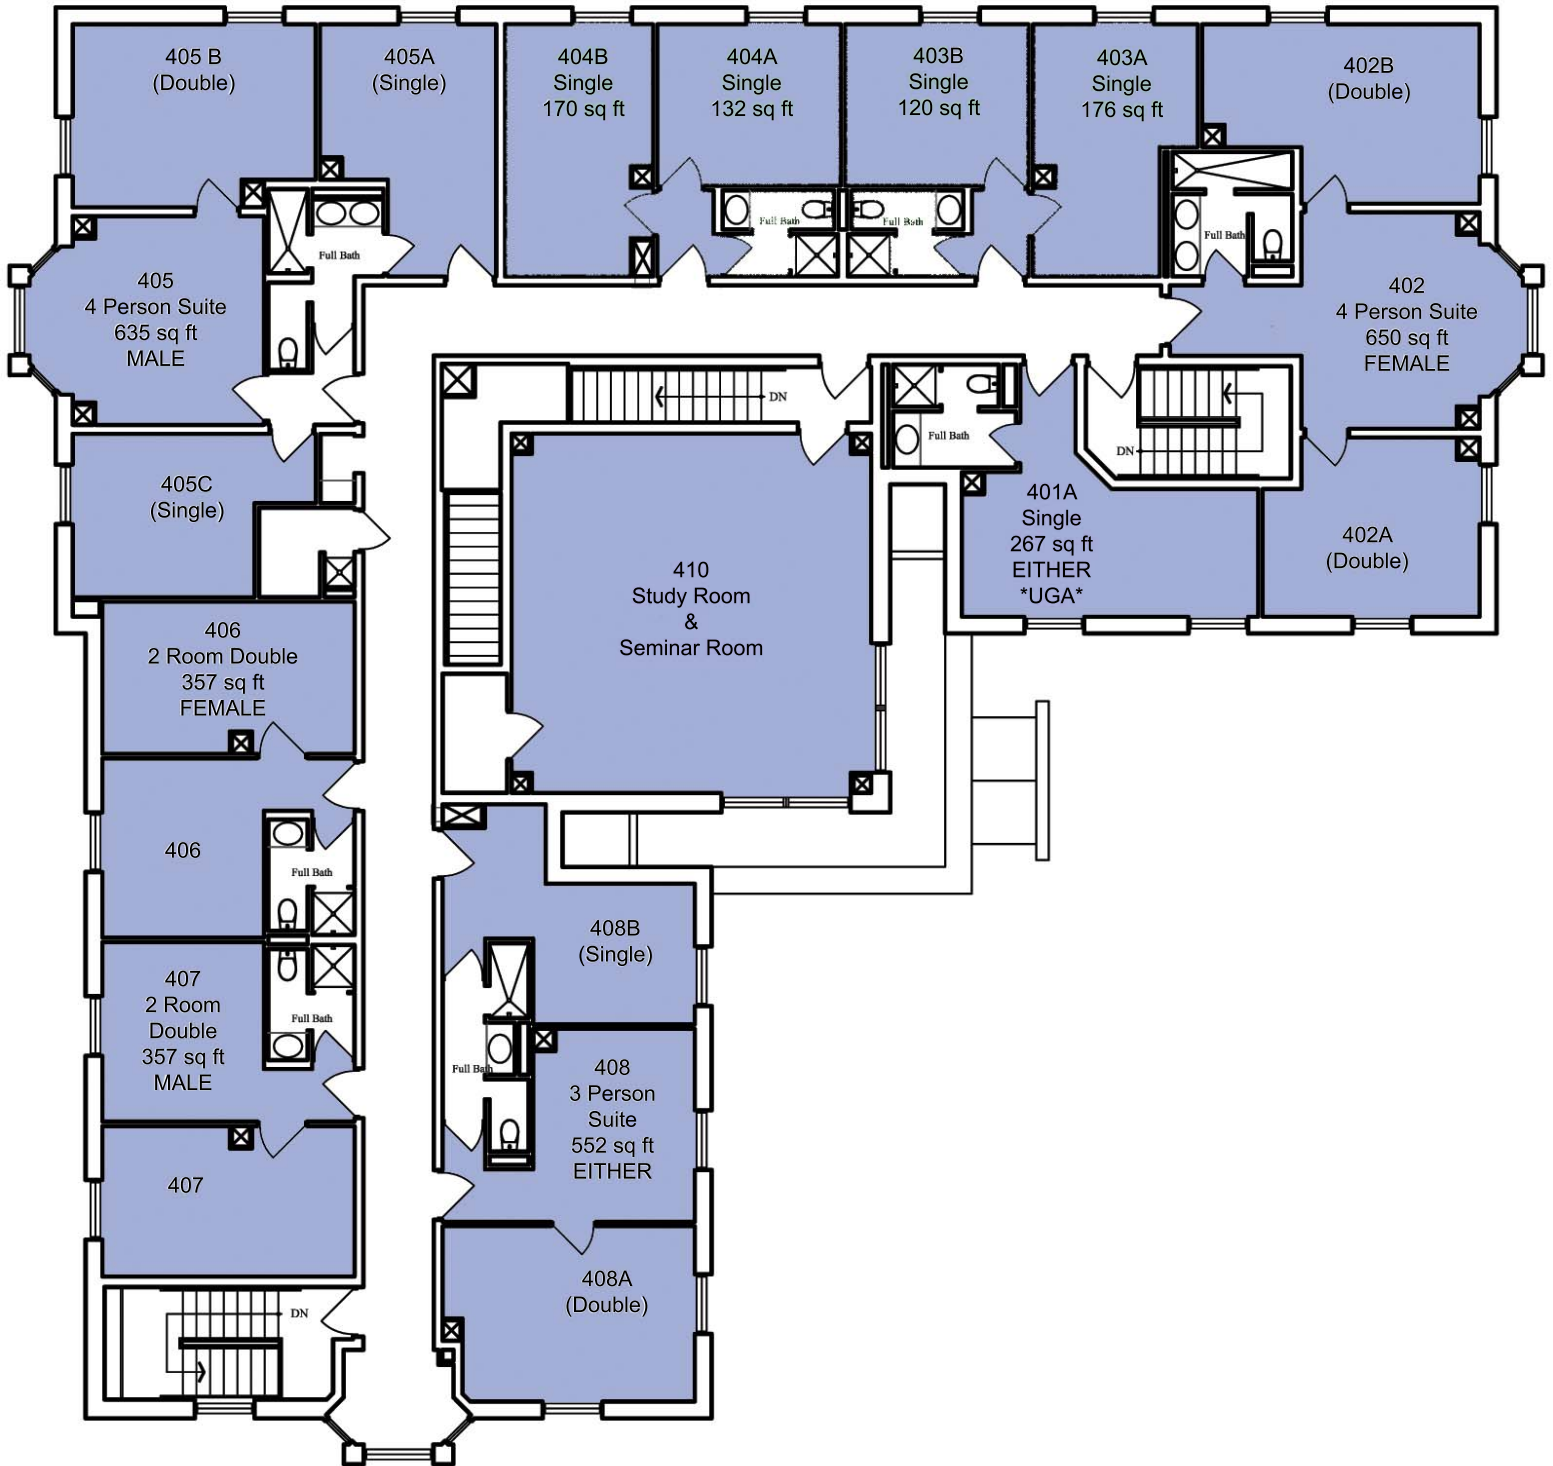 405 B
(Double)
405A
(Single)
404B
Single
170 sq ft
404A
Single
132 sq ft
403B
Single
120 sq ft
403A
Single
176 sq ft
402B
(Double)
Full Bath
Full Bath
Full Bath
Full Bath
405
4 Person Suite
635 sq ft
MALE
402
4 Person Suite
650 sq ft
FEMALE
DN
Full Bath
DN
405C
(Single)
401A
Single
267 sq ft
EITHER
*UGA*
402A
(Double)
410
Study Room
&
Seminar Room
406
2 Room Double
357 sq ft
FEMALE
406
Full Bath
408B
(Single)
407
2 Room
Double
357 sq ft
MALE
Full Bath
Full Bath
408
3 Person
Suite
552 sq ft
EITHER
407
408A
(Double)
DN